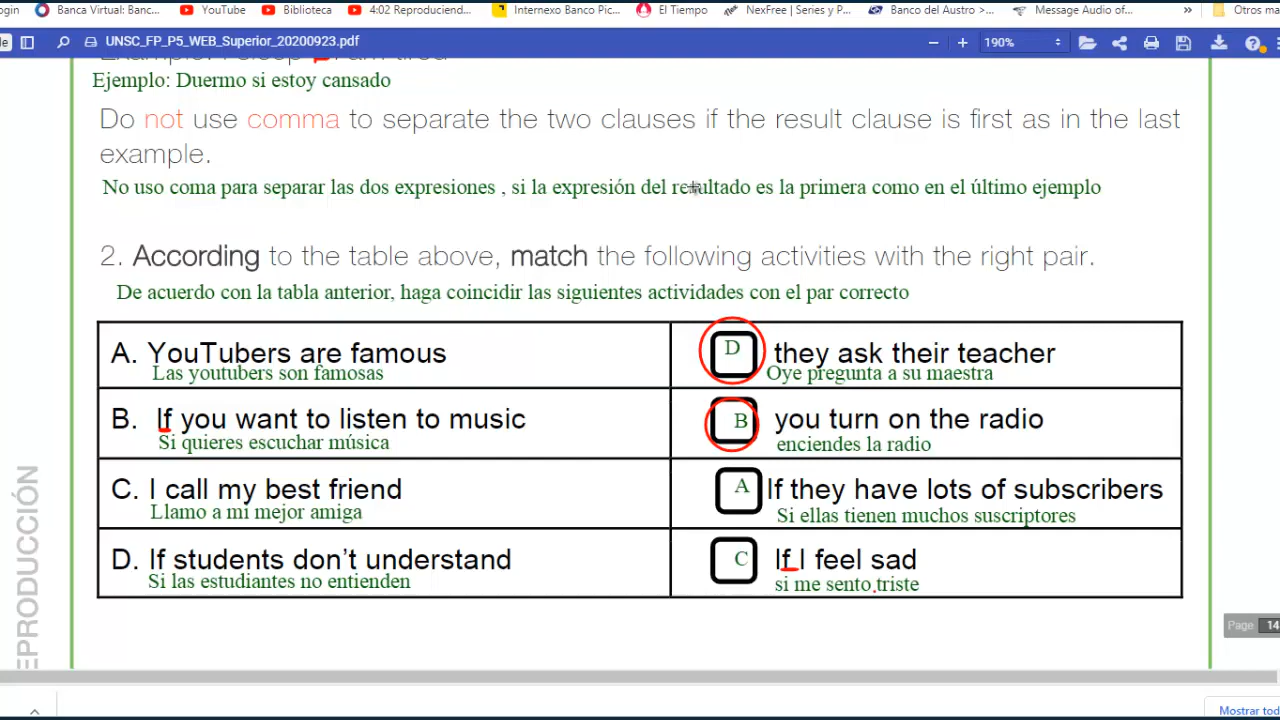 ogin Banca Virtual: Banc... YouTube Biblioteca 4:02 Reproduciend... Internexo Banco Pic... El Tiempo NexFree | Series y P... Banco del Austro >... Message Audio of... » Otros ma
UNSC_FP_P5_WEB_Superior_20200923.pdf 190%
Ejemplo: Duermo si estoy cansado
Do not use comma to separate the two clauses if the result clause is first as in the last
example.
No uso coma para separar las dos expresiones , si la expresión del resultado es la primera como en el último ejemplo
2. According to the table above, match the following activities with the right pair.
De acuerdo con la tabla anterior, haga coincidir las siguientes actividades con el par correcto
A. YouTubers are famous D they ask their teacher
Las youtubers son famosas Oye pregunta a su maestra
B. If you want to listen to music B you turn on the radio
Si quieres escuchar música enciendes la radio
C. I call my best friend A If they have lots of subscribers
Llamo a mi mejor amiga Si ellas tienen muchos suscriptores
D. If students don't understand C If I feel sad
Si las estudiantes no entienden si me sento triste
EPRODUCCIÓN
Page 14
Mostrar tod